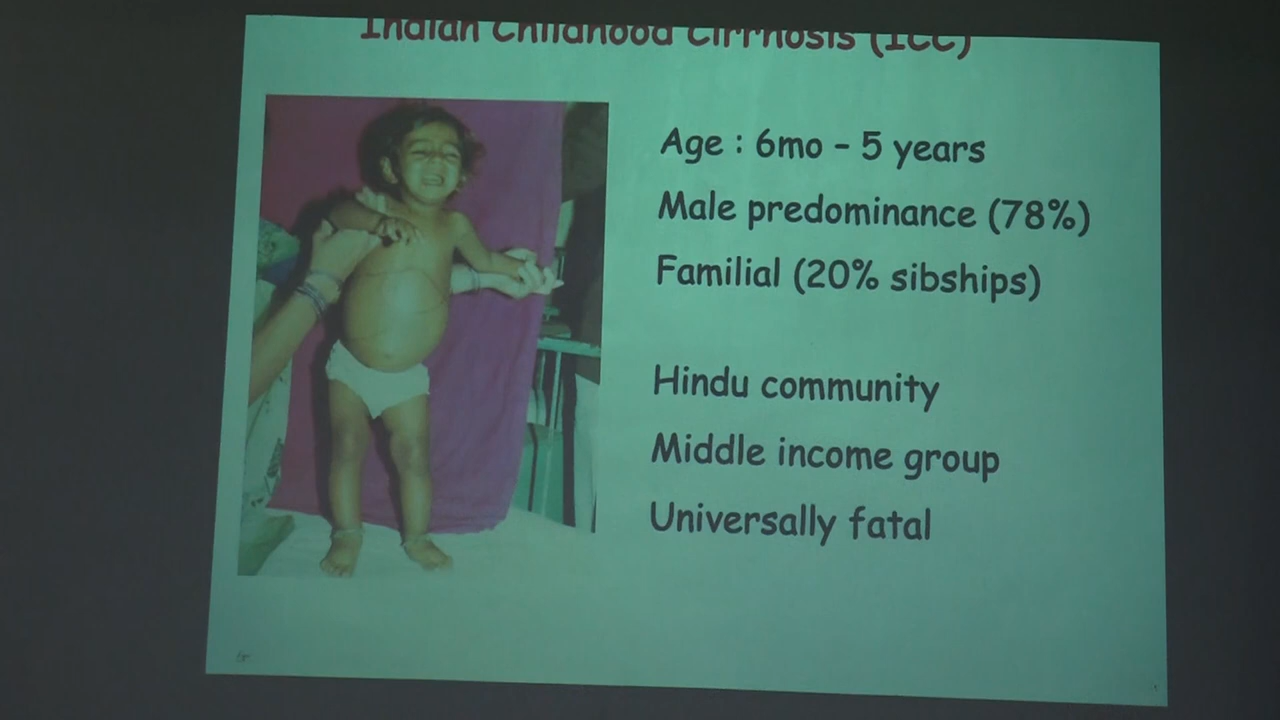 Indian Childhood Cirrhosis (ICC)
Age : 6mo – 5 years
Male predominance (78%)
Familial (20% sibships)
Hindu community
Middle income group
Universally fatal